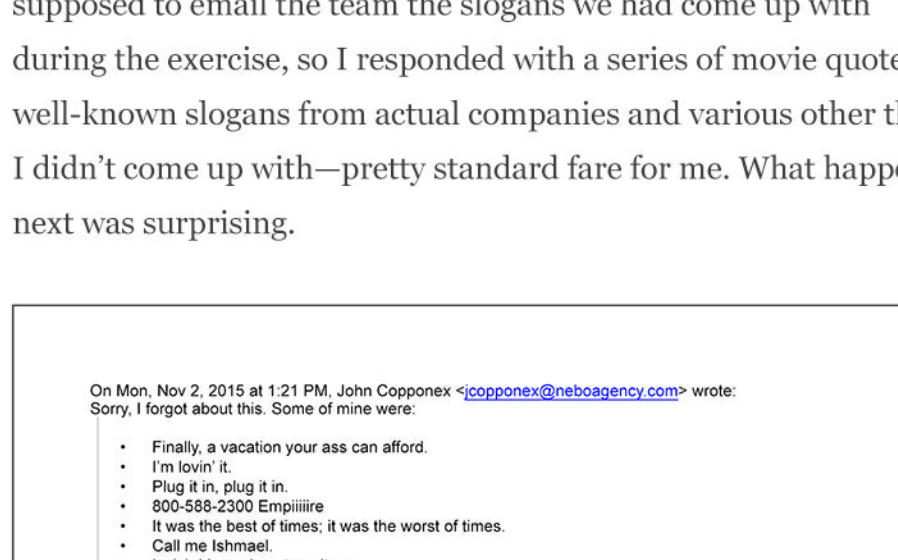 supposed to email the team the slogans we had come up with
during the exercise, so I responded with a series of movie quote
well-known slogans from actual companies and various other t
I didn’t come up with—pretty standard fare for me. What happe
next was surprising.
On Mon, Nov 2, 2015 at 1:21 PM, John Copponex <jcopponex@neboagency.com> wrote:
Sorry, I forgot about this. Some of mine were:
• Finally, a vacation your ass can afford.
• I’m lovin’ it.
• Plug it in, plug it in.
• 800-588-2300 Empiiiiire
• It was the best of times; it was the worst of times.
• Call me Ishmael.